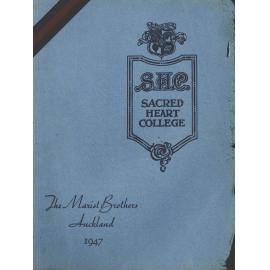 S.H.C.
SACRED
HEART
COLLEGE
The Marist Brothers
Auckland
1947